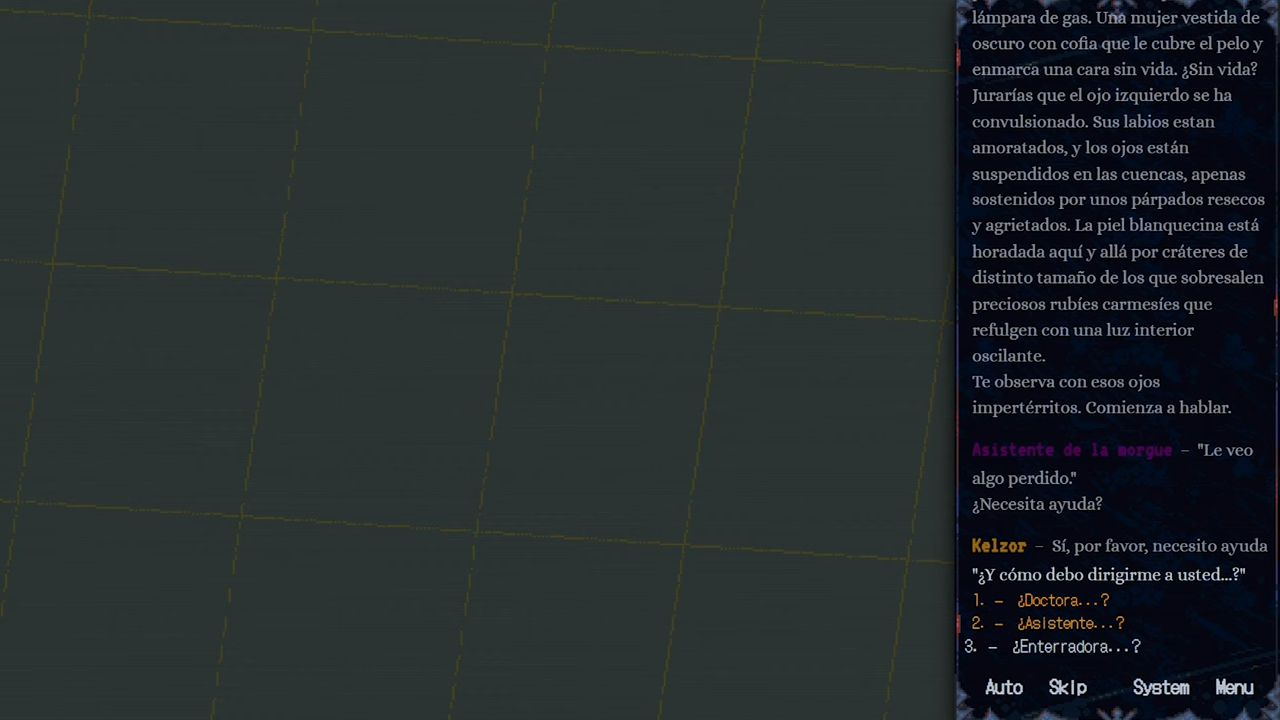 lámpara de gas. Una mujer vestida de
oscuro con cofia que le cubre el pelo y
enmarca una cara sin vida. ¿Sin vida?
Jurarías que el ojo izquierdo se ha
convulsionado. Sus labios estan
amoratados, y los ojos están
suspendidos en las cuencas, apenas
sostenidos por unos párpados resecos
y agrietados. La piel blanquecina está
horadada aquí y allá por cráteres de
distinto tamaño de los que sobresalen
preciosos rubíes carmesíes que
refulgen con una luz interior
oscilante.
Te observa con esos ojos
impertérritos. Comienza a hablar.
Asistente de la morgue – "Le veo
algo perdido."
¿Necesita ayuda?
Kelzor – Sí, por favor, necesito ayuda
"¿Y cómo debo dirigirme a usted...?"
1. – ¿Doctora...?
2. – ¿Asistente...?
3. – ¿Enterradora...?
Auto Skip System Menu